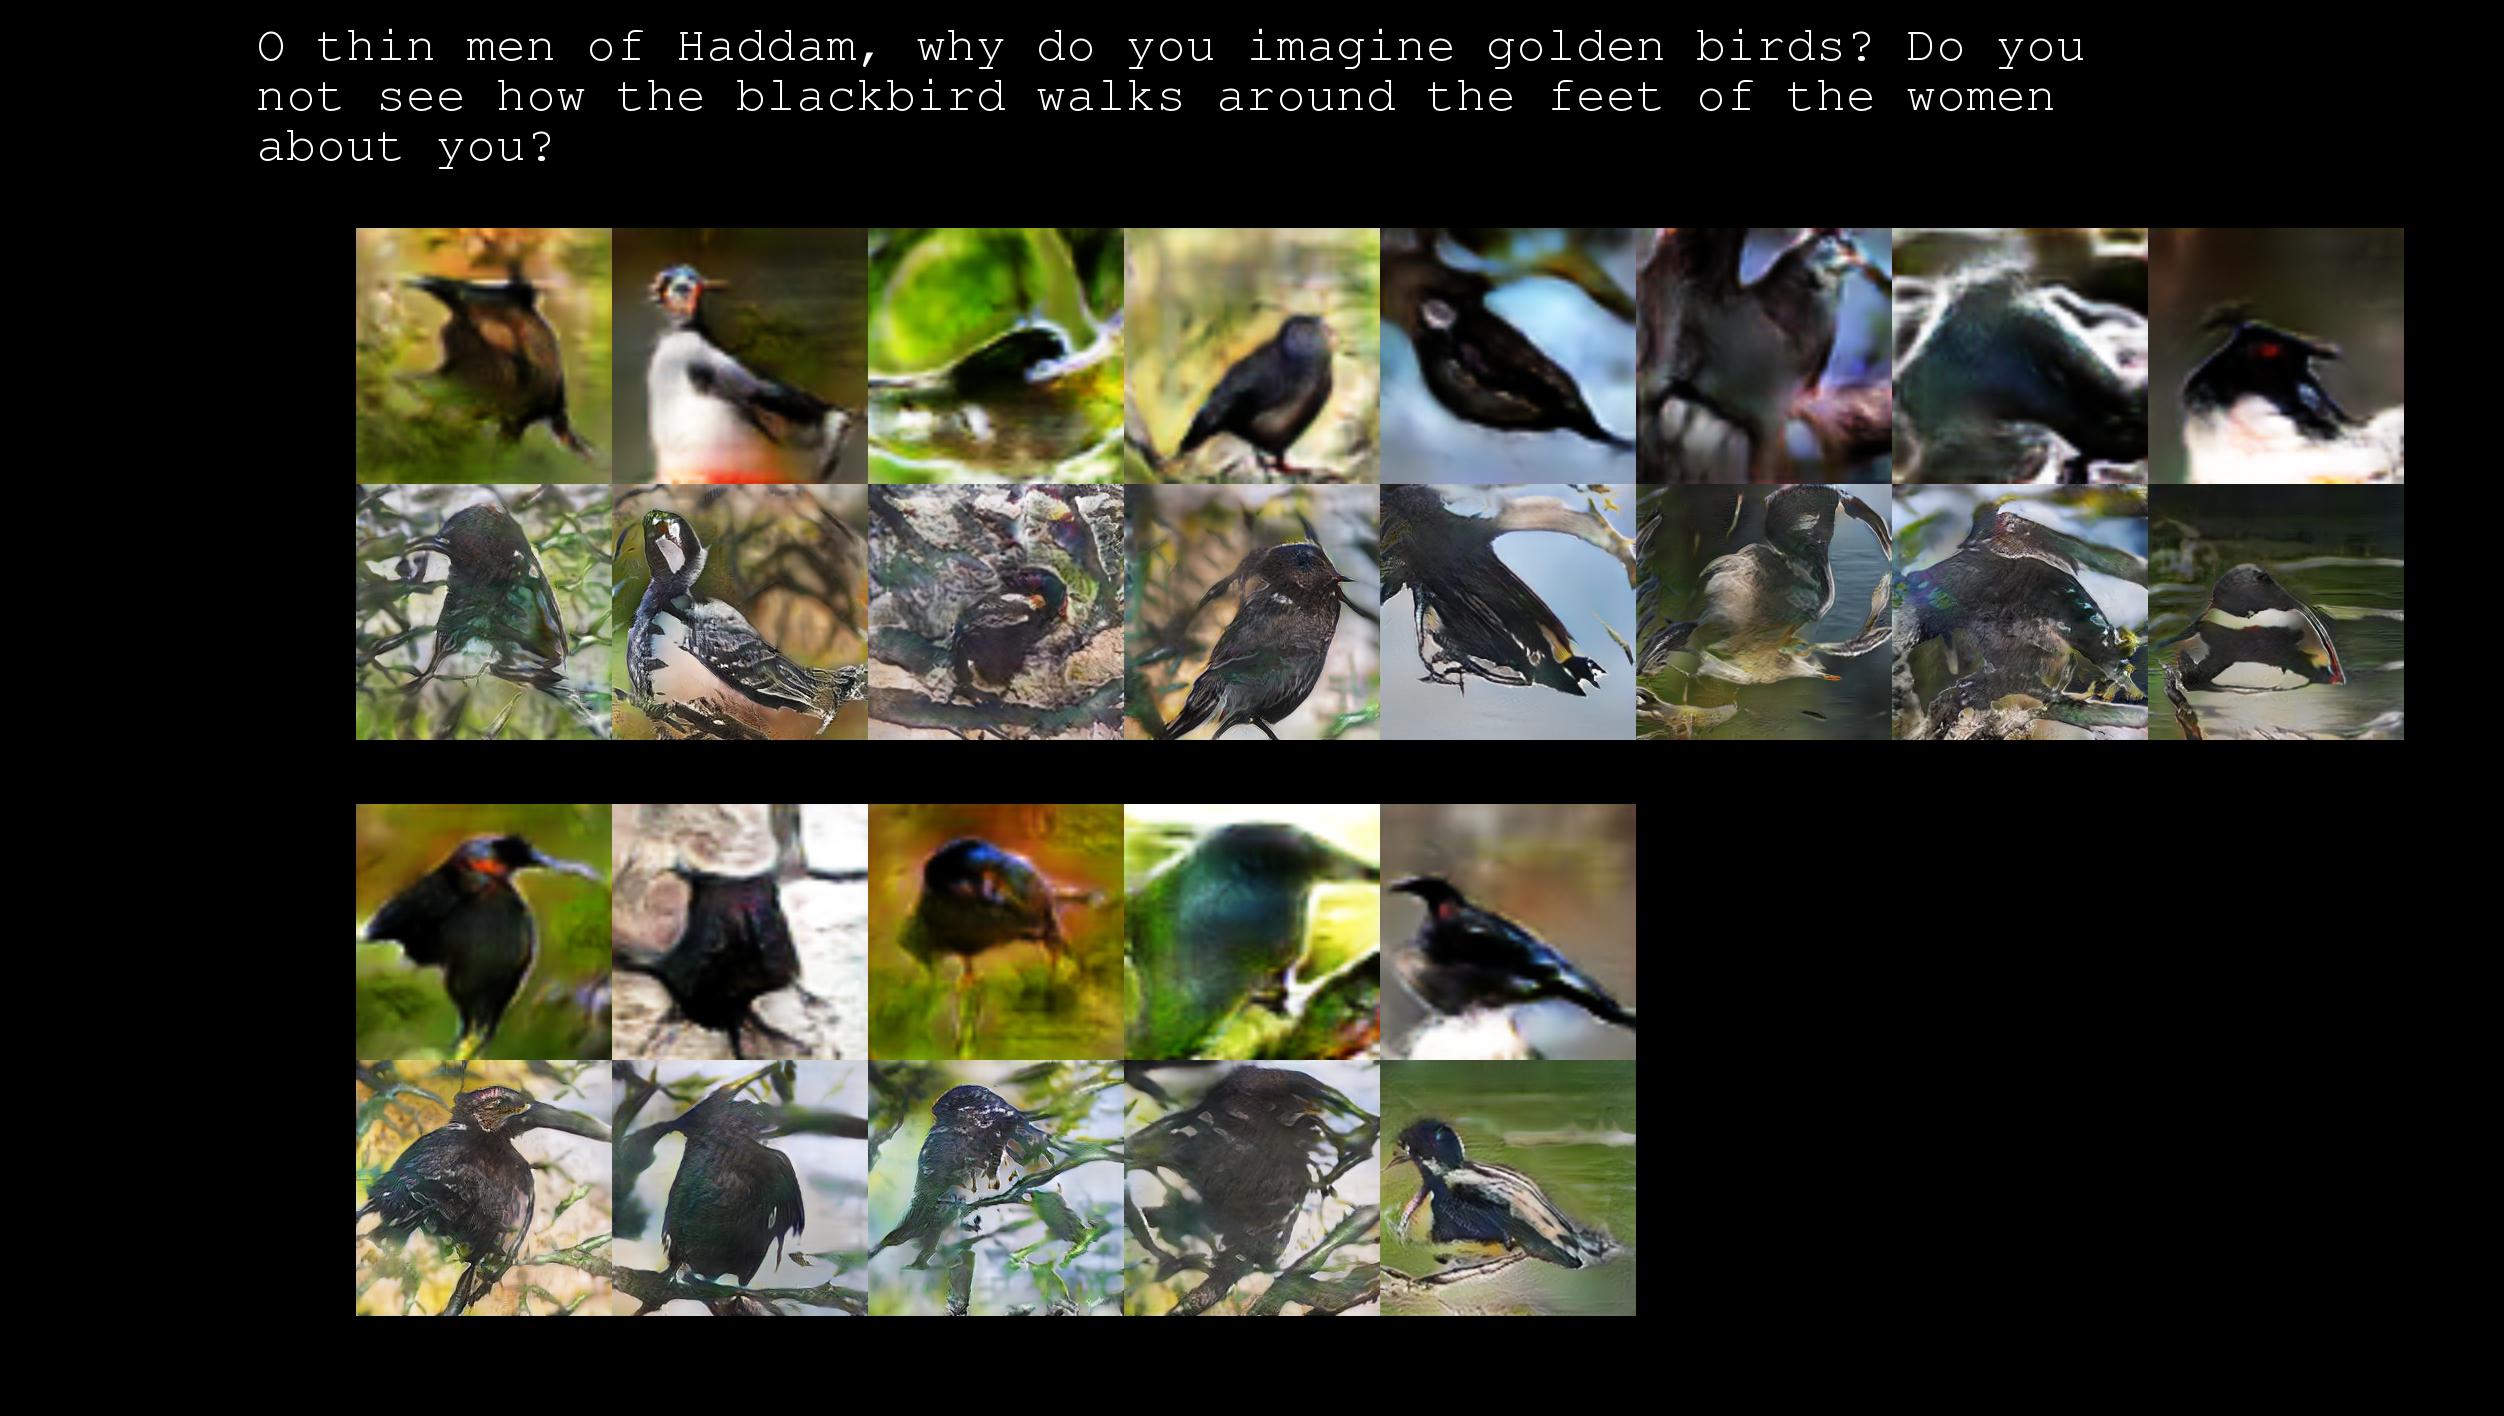 O thin men of Haddam, why do you imagine golden birds? Do you
not see how the blackbird walks around the feet of the women
about you?